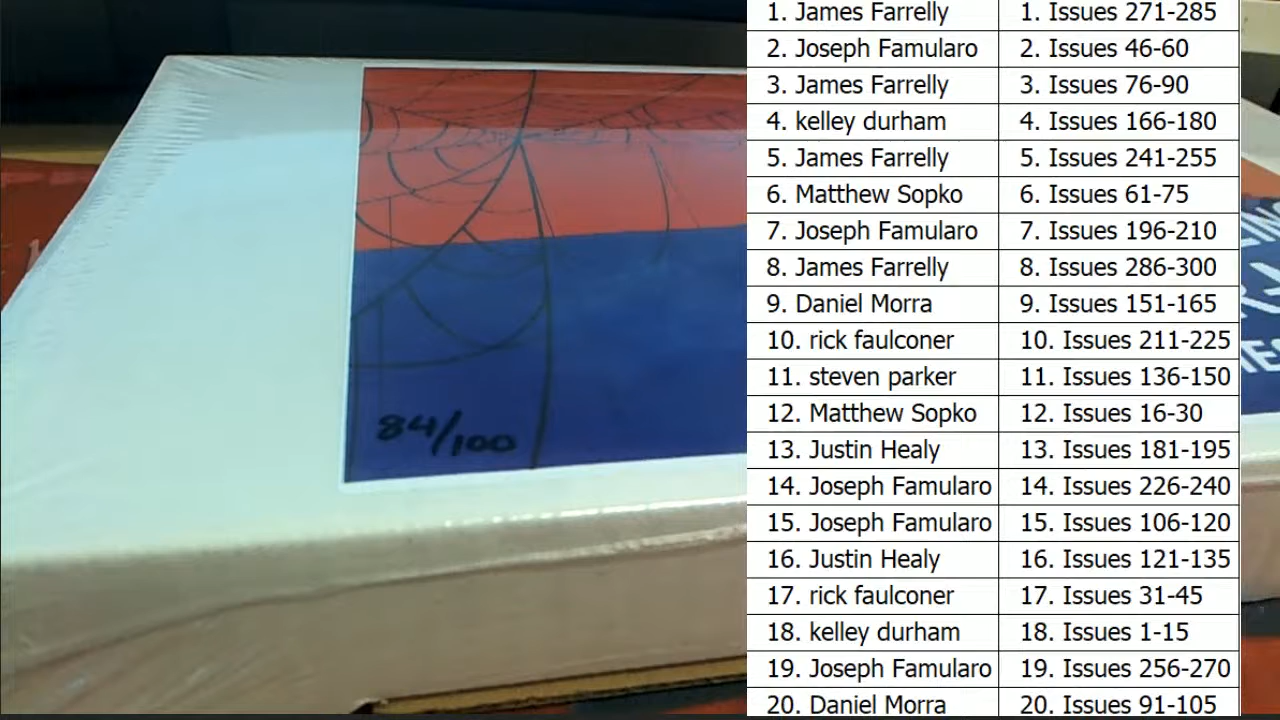 1. James Farrelly 1. Issues 271-285
2. Joseph Famularo 2. Issues 46-60
3. James Farrelly 3. Issues 76-90
4. kelley durham 4. Issues 166-180
5. James Farrelly 5. Issues 241-255
6. Matthew Sopko 6. Issues 61-75
7. Joseph Famularo 7. Issues 196-210
8. James Farrelly 8. Issues 286-300
9. Daniel Morra 9. Issues 151-165
10. rick faulconer 10. Issues 211-225
11. steven parker 11. Issues 136-150
12. Matthew Sopko 12. Issues 16-30
13. Justin Healy 13. Issues 181-195
14. Joseph Famularo 14. Issues 226-240
15. Joseph Famularo 15. Issues 106-120
16. Justin Healy 16. Issues 121-135
17. rick faulconer 17. Issues 31-45
18. kelley durham 18. Issues 1-15
19. Joseph Famularo 19. Issues 256-270
20. Daniel Morra 20. Issues 91-105
84/100